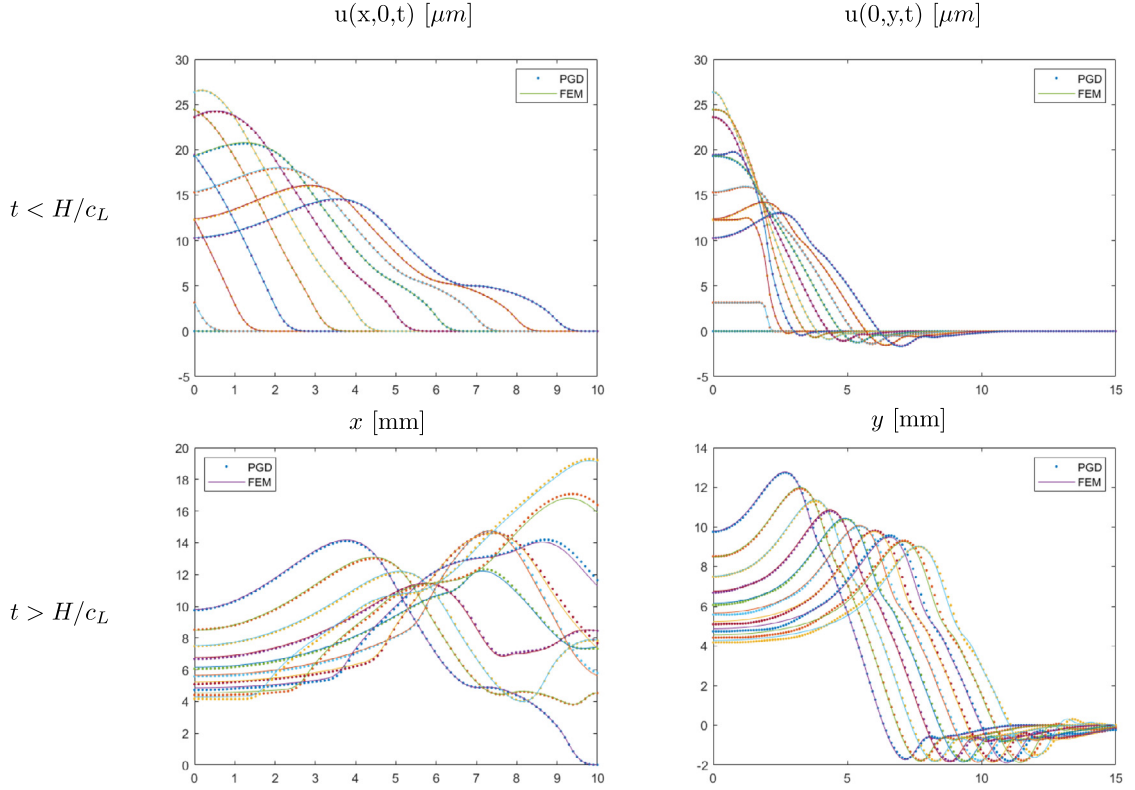 u(x,0,t) [μm]
u(0,y,t) [μm]
t < H/c_L
30
25
20
15
10
5
0
-5
0 1 2 3 4 5 6 7 8 9 10
PGD
FEM
x [mm]
30
25
20
15
10
5
0
-5
0 5 10 15
PGD
FEM
y [mm]
t > H/c_L
20
18
16
14
12
10
8
6
4
2
0
0 1 2 3 4 5 6 7 8 9 10
PGD
FEM
14
12
10
8
6
4
2
0
-2
0 5 10 15
PGD
FEM